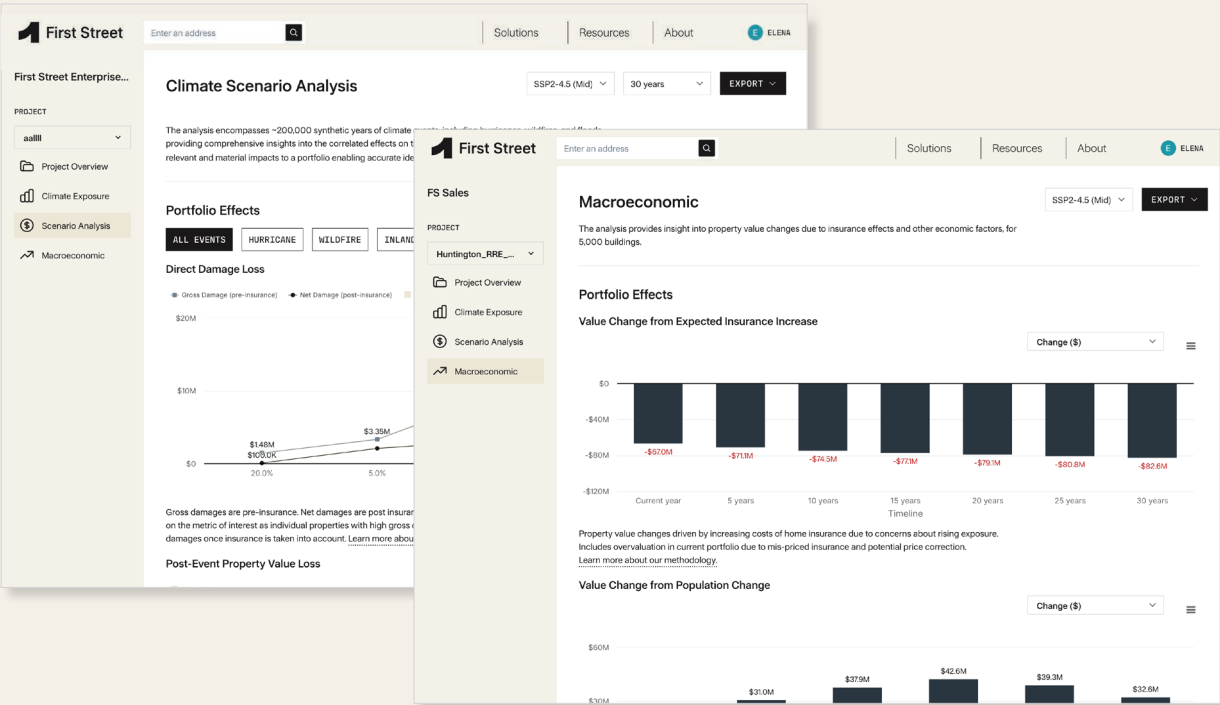 First Street
Enter an address
Solutions
Resources
About
E ELENA
First Street Enterprise...
PROJECT
aallll
Project Overview
Climate Exposure
Scenario Analysis
Macroeconomic
Climate Scenario Analysis
SSP2-4.5 (Mid)
30 years
EXPORT
The analysis encompasses ~200,000 synthetic years of climate events, including hurricane, wildfire, and floods
providing comprehensive insights into the correlated effects on t
relevant and material impacts to a portfolio enabling accurate ide
Portfolio Effects
ALL EVENTS
HURRICANE
WILDFIRE
INLAN
Direct Damage Loss
Gross Damage (pre-insurance)
Net Damage (post-insurance)
$20M
$10M
$0
$1.48M
$109.0K
$3.35M
20.0%
5.0%
Gross damages are pre-insurance. Net damages are post insuran
on the metric of interest as individual properties with high gross
damages once insurance is taken into account. Learn more abou
Post-Event Property Value Loss
First Street
Enter an address
Solutions
Resources
About
E ELENA
FS Sales
PROJECT
Huntington_RRE_...
Project Overview
Climate Exposure
Scenario Analysis
Macroeconomic
Macroeconomic
SSP2-4.5 (Mid)
EXPORT
The analysis provides insight into property value changes due to insurance effects and other economic factors, for
5,000 buildings.
Portfolio Effects
Value Change from Expected Insurance Increase
Change ($)
$0
-$40M
-$80M
-$120M
-$67.0M
-$71.1M
-$74.5M
-$77.1M
-$79.1M
-$80.8M
-$82.6M
Current year
5 years
10 years
15 years
20 years
25 years
30 years
Timeline
Property value changes driven by increasing costs of home insurance due to concerns about rising exposure.
Includes overvaluation in current portfolio due to mis-priced insurance and potential price correction.
Learn more about our methodology.
Value Change from Population Change
Change ($)
$60M
$30M
$31.0M
$37.9M
$42.6M
$39.3M
$32.6M